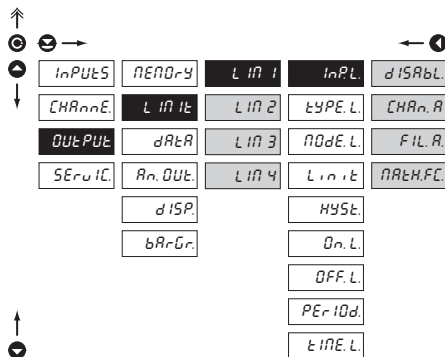 InPUtS MEMOrY LIM 1 InP.L. dISAbL.
CHAnnE. LIMIt LIM 2 tYPE.L. CHAn. A
OUtPUt dAtA LIM 3 MOdE.L. FIL. A.
SErvIC. An. OUt. LIM 4 Limit MAtH.FC.
dISP. HYSt.
bArGr. On. L.
OFF. L.
PErIOd.
tIME. L.